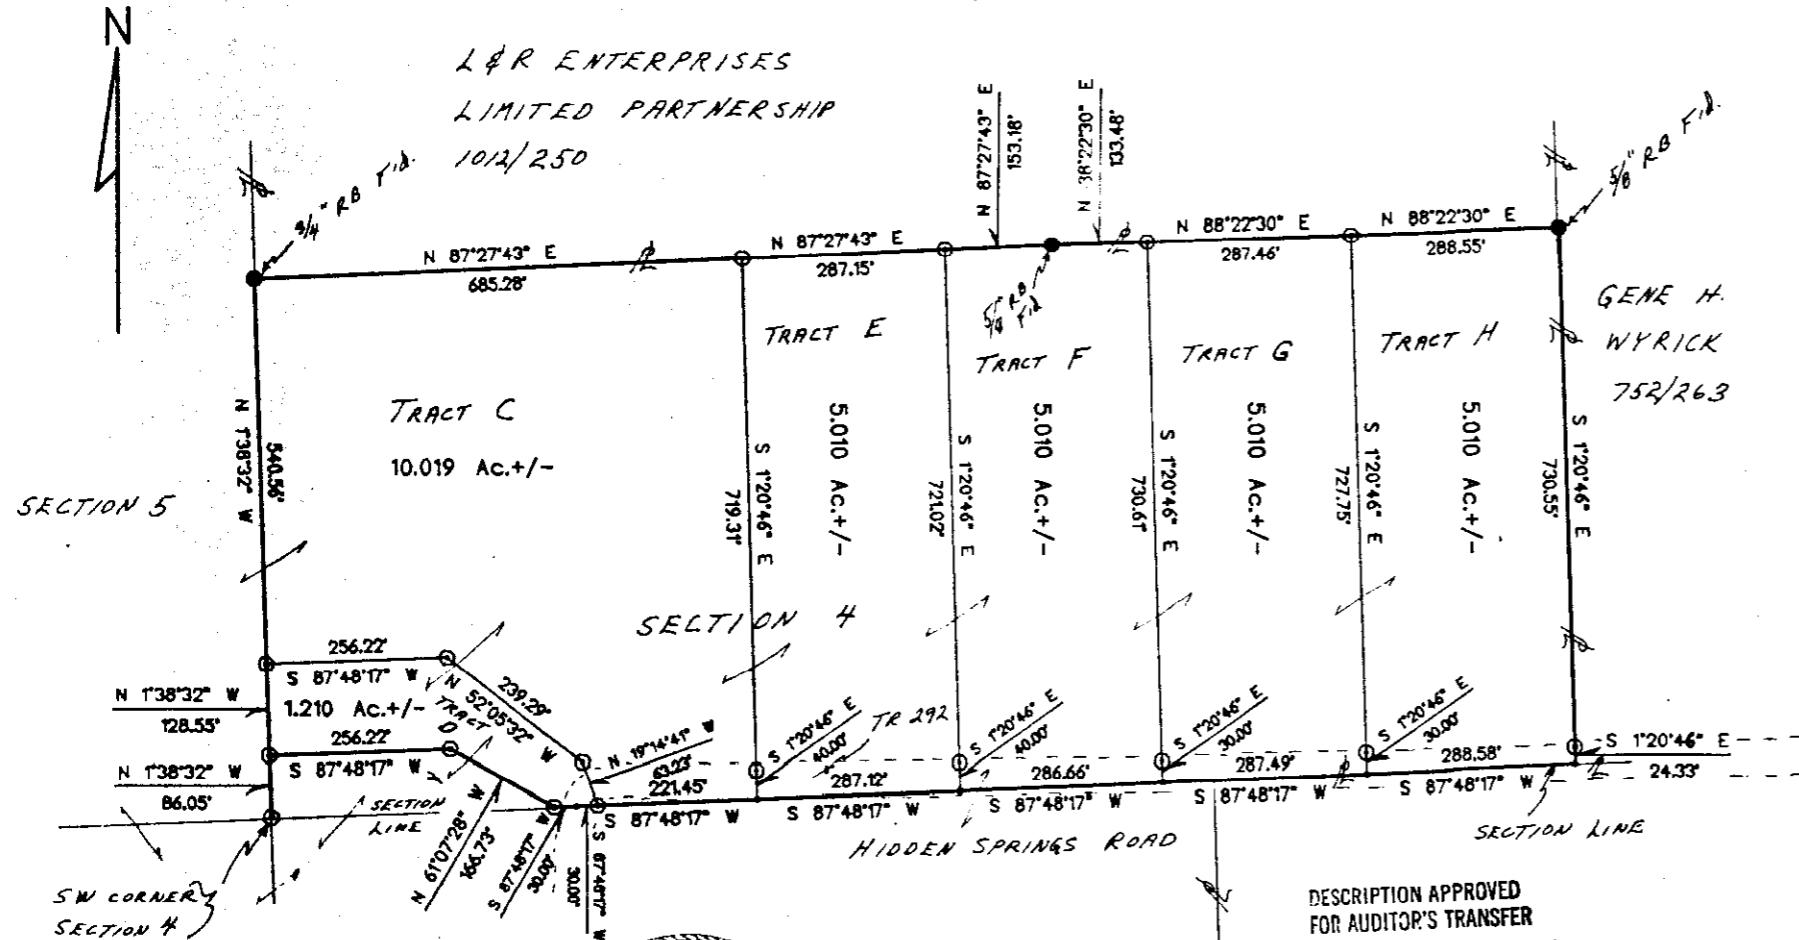 N
L&R ENTERPRISES
LIMITED PARTNERSHIP
1012/250
3/4" RB F'd.
N 87°27'43" E
153.18'
N 38°22'30" E
133.48'
5/8" RB F'd.
N 87°27'43" E
685.28'
N 87°27'43" E
287.15'
N 88°22'30" E
287.46'
N 88°22'30" E
288.55'
RB
F'd
GENE H.
WYRICK
752/263
TRACT C
10.019 Ac.+/-
TRACT E
5.010 Ac.+/-
TRACT F
5.010 Ac.+/-
TRACT G
5.010 Ac.+/-
TRACT H
5.010 Ac.+/-
N 1°38'32" W
540.56'
S 1°20'46" E
719.31'
S 1°20'46" E
721.02'
S 1°20'46" E
730.61'
S 1°20'46" E
727.75'
S 1°20'46" E
730.55'
SECTION 5
SECTION 4
256.22'
S 87°48'17" W
1.210 Ac.+/-
TRACT
D
N 52°05'32" W
239.29'
N 1°38'32" W
128.55'
256.22'
S 87°48'17" W
N 1°38'32" W
86.05'
N 19°14'41" W
63.23'
S 1°20'46" E
40.00'
TR 292
S 1°20'46" E
40.00'
S 1°20'46" E
30.00'
S 1°20'46" E
30.00'
S 1°20'46" E
24.33'
221.45'
S 87°48'17" W
287.12'
S 87°48'17" W
286.66'
S 87°48'17" W
287.49'
S 87°48'17" W
288.58'
S 87°48'17" W
SECTION
LINE
N 61°07'28" W
166.73'
S 87°48'17" W
30.00'
S 87°48'17" W
30.00'
HIDDEN SPRINGS ROAD
SECTION LINE
SW CORNER
SECTION 4
DESCRIPTION APPROVED
FOR AUDITOR'S TRANSFER